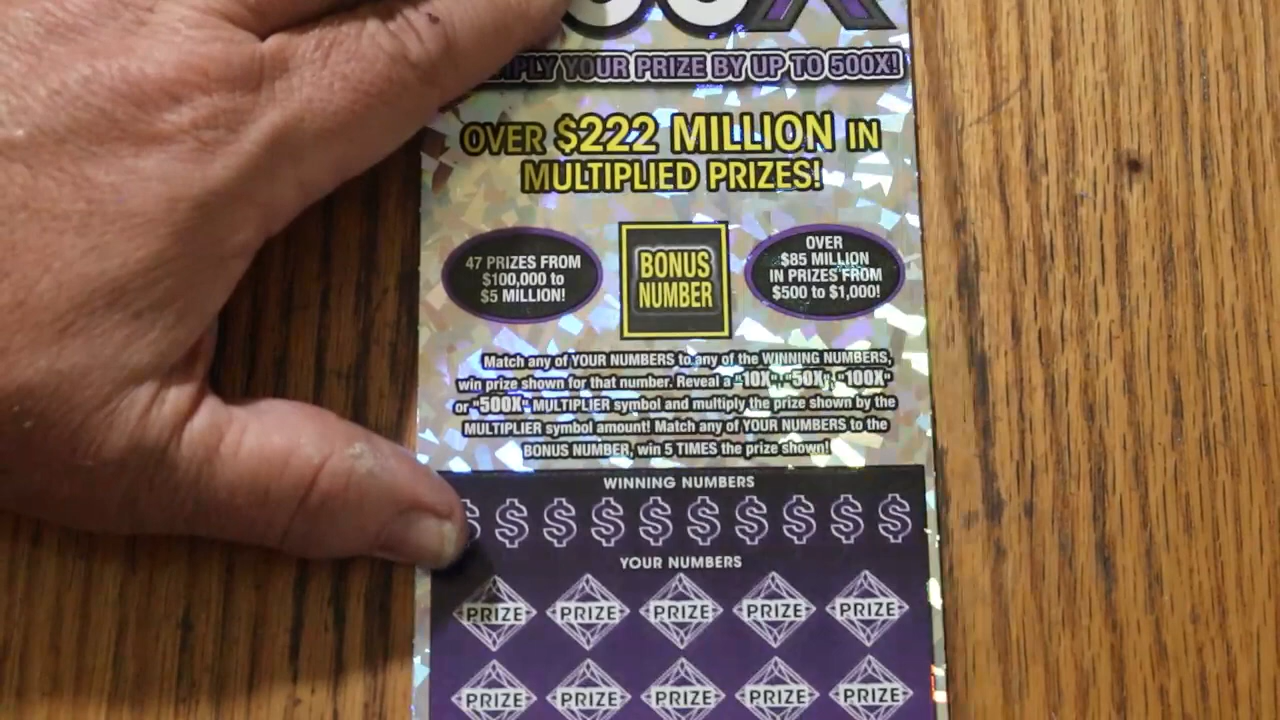 YOUR PRIZE BY UP TO 500X!
OVER $222 MILLION IN
MULTIPLIED PRIZES!
47 PRIZES FROM
$100,000 to
$5 MILLION!
BONUS
NUMBER
OVER
$85 MILLION
IN PRIZES FROM
$500 to $1,000!
Match any of YOUR NUMBERS to any of the WINNING NUMBERS,
win prize shown for that number. Reveal a "10X", "50X", "100X"
or "500X" MULTIPLIER symbol and multiply the prize shown by the
MULTIPLIER symbol amount! Match any of YOUR NUMBERS to the
BONUS NUMBER, win 5 TIMES the prize shown!
WINNING NUMBERS
$ $ $ $ $ $ $ $ $ $
YOUR NUMBERS
PRIZE PRIZE PRIZE PRIZE PRIZE
PRIZE PRIZE PRIZE PRIZE PRIZE